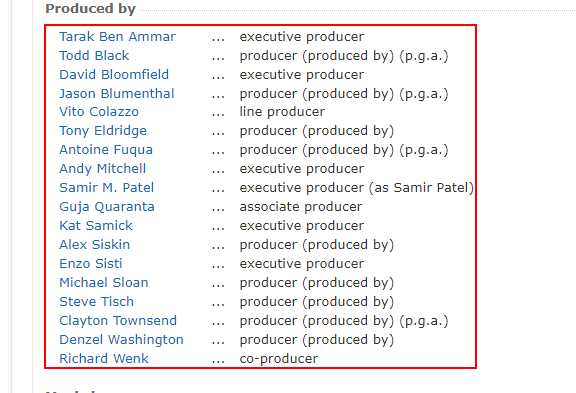 Produced by
Tarak Ben Ammar ... executive producer
Todd Black ... producer (produced by) (p.g.a.)
David Bloomfield ... executive producer
Jason Blumenthal ... producer (produced by) (p.g.a.)
Vito Colazzo ... line producer
Tony Eldridge ... producer (produced by)
Antoine Fuqua ... producer (produced by) (p.g.a.)
Andy Mitchell ... executive producer
Samir M. Patel ... executive producer (as Samir Patel)
Guja Quaranta ... associate producer
Kat Samick ... executive producer
Alex Siskin ... producer (produced by)
Enzo Sisti ... executive producer
Michael Sloan ... producer (produced by)
Steve Tisch ... producer (produced by)
Clayton Townsend ... producer (produced by) (p.g.a.)
Denzel Washington ... producer (produced by)
Richard Wenk ... co-producer